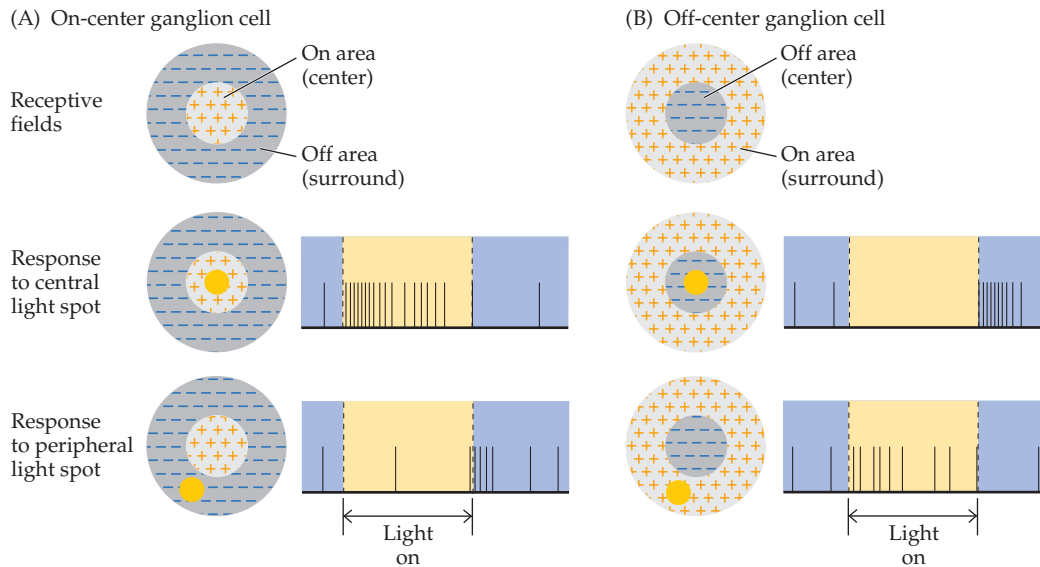 (A) On-center ganglion cell
On area
(center)
Receptive
fields
Off area
(surround)
Response
to central
light spot
Response
to peripheral
light spot
Light
on
(B) Off-center ganglion cell
Off area
(center)
On area
(surround)
Light
on